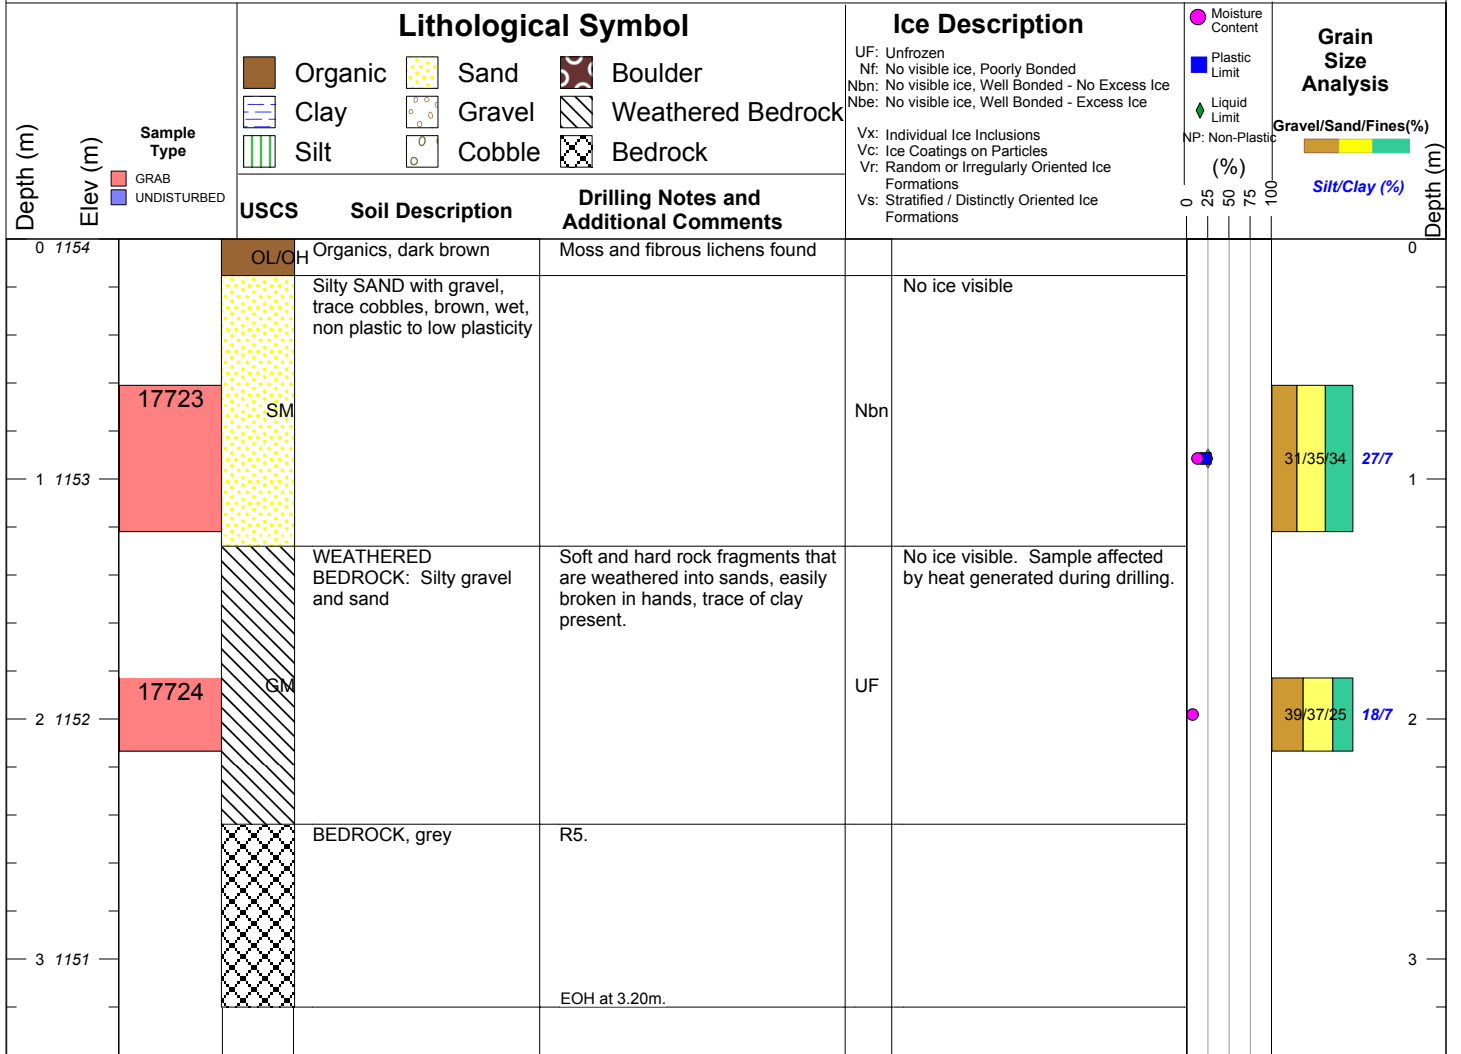 Lithological Symbol
Organic
Sand
Boulder
Clay
Gravel
Weathered Bedrock
Silt
Cobble
Bedrock
Ice Description
UF: Unfrozen
Nf: No visible ice, Poorly Bonded
Nbn: No visible ice, Well Bonded - No Excess Ice
Nbe: No visible ice, Well Bonded - Excess Ice
Vx: Individual Ice Inclusions
Vc: Ice Coatings on Particles
Vr: Random or Irregularly Oriented Ice
Formations
Vs: Stratified / Distinctly Oriented Ice
Formations
Moisture
Content
Plastic
Limit
Liquid
Limit
NP: Non-Plastic
(%)
0 25 50 75 100
Grain
Size
Analysis
Gravel/Sand/Fines(%)
Silt/Clay (%)
Depth (m)
Depth (m)
Elev (m)
Sample
Type
GRAB
UNDISTURBED
USCS
Soil Description
Drilling Notes and
Additional Comments
0 1154
OL/OH
Organics, dark brown
Moss and fibrous lichens found
0
Silty SAND with gravel,
trace cobbles, brown, wet,
non plastic to low plasticity
No ice visible
17723
SM
Nbn
31/35/34
27/7
1 1153
1
WEATHERED
BEDROCK: Silty gravel
and sand
Soft and hard rock fragments that
are weathered into sands, easily
broken in hands, trace of clay
present.
No ice visible. Sample affected
by heat generated during drilling.
17724
GM
UF
39/37/25
18/7
2 1152
2
BEDROCK, grey
R5.
3 1151
3
EOH at 3.20m.